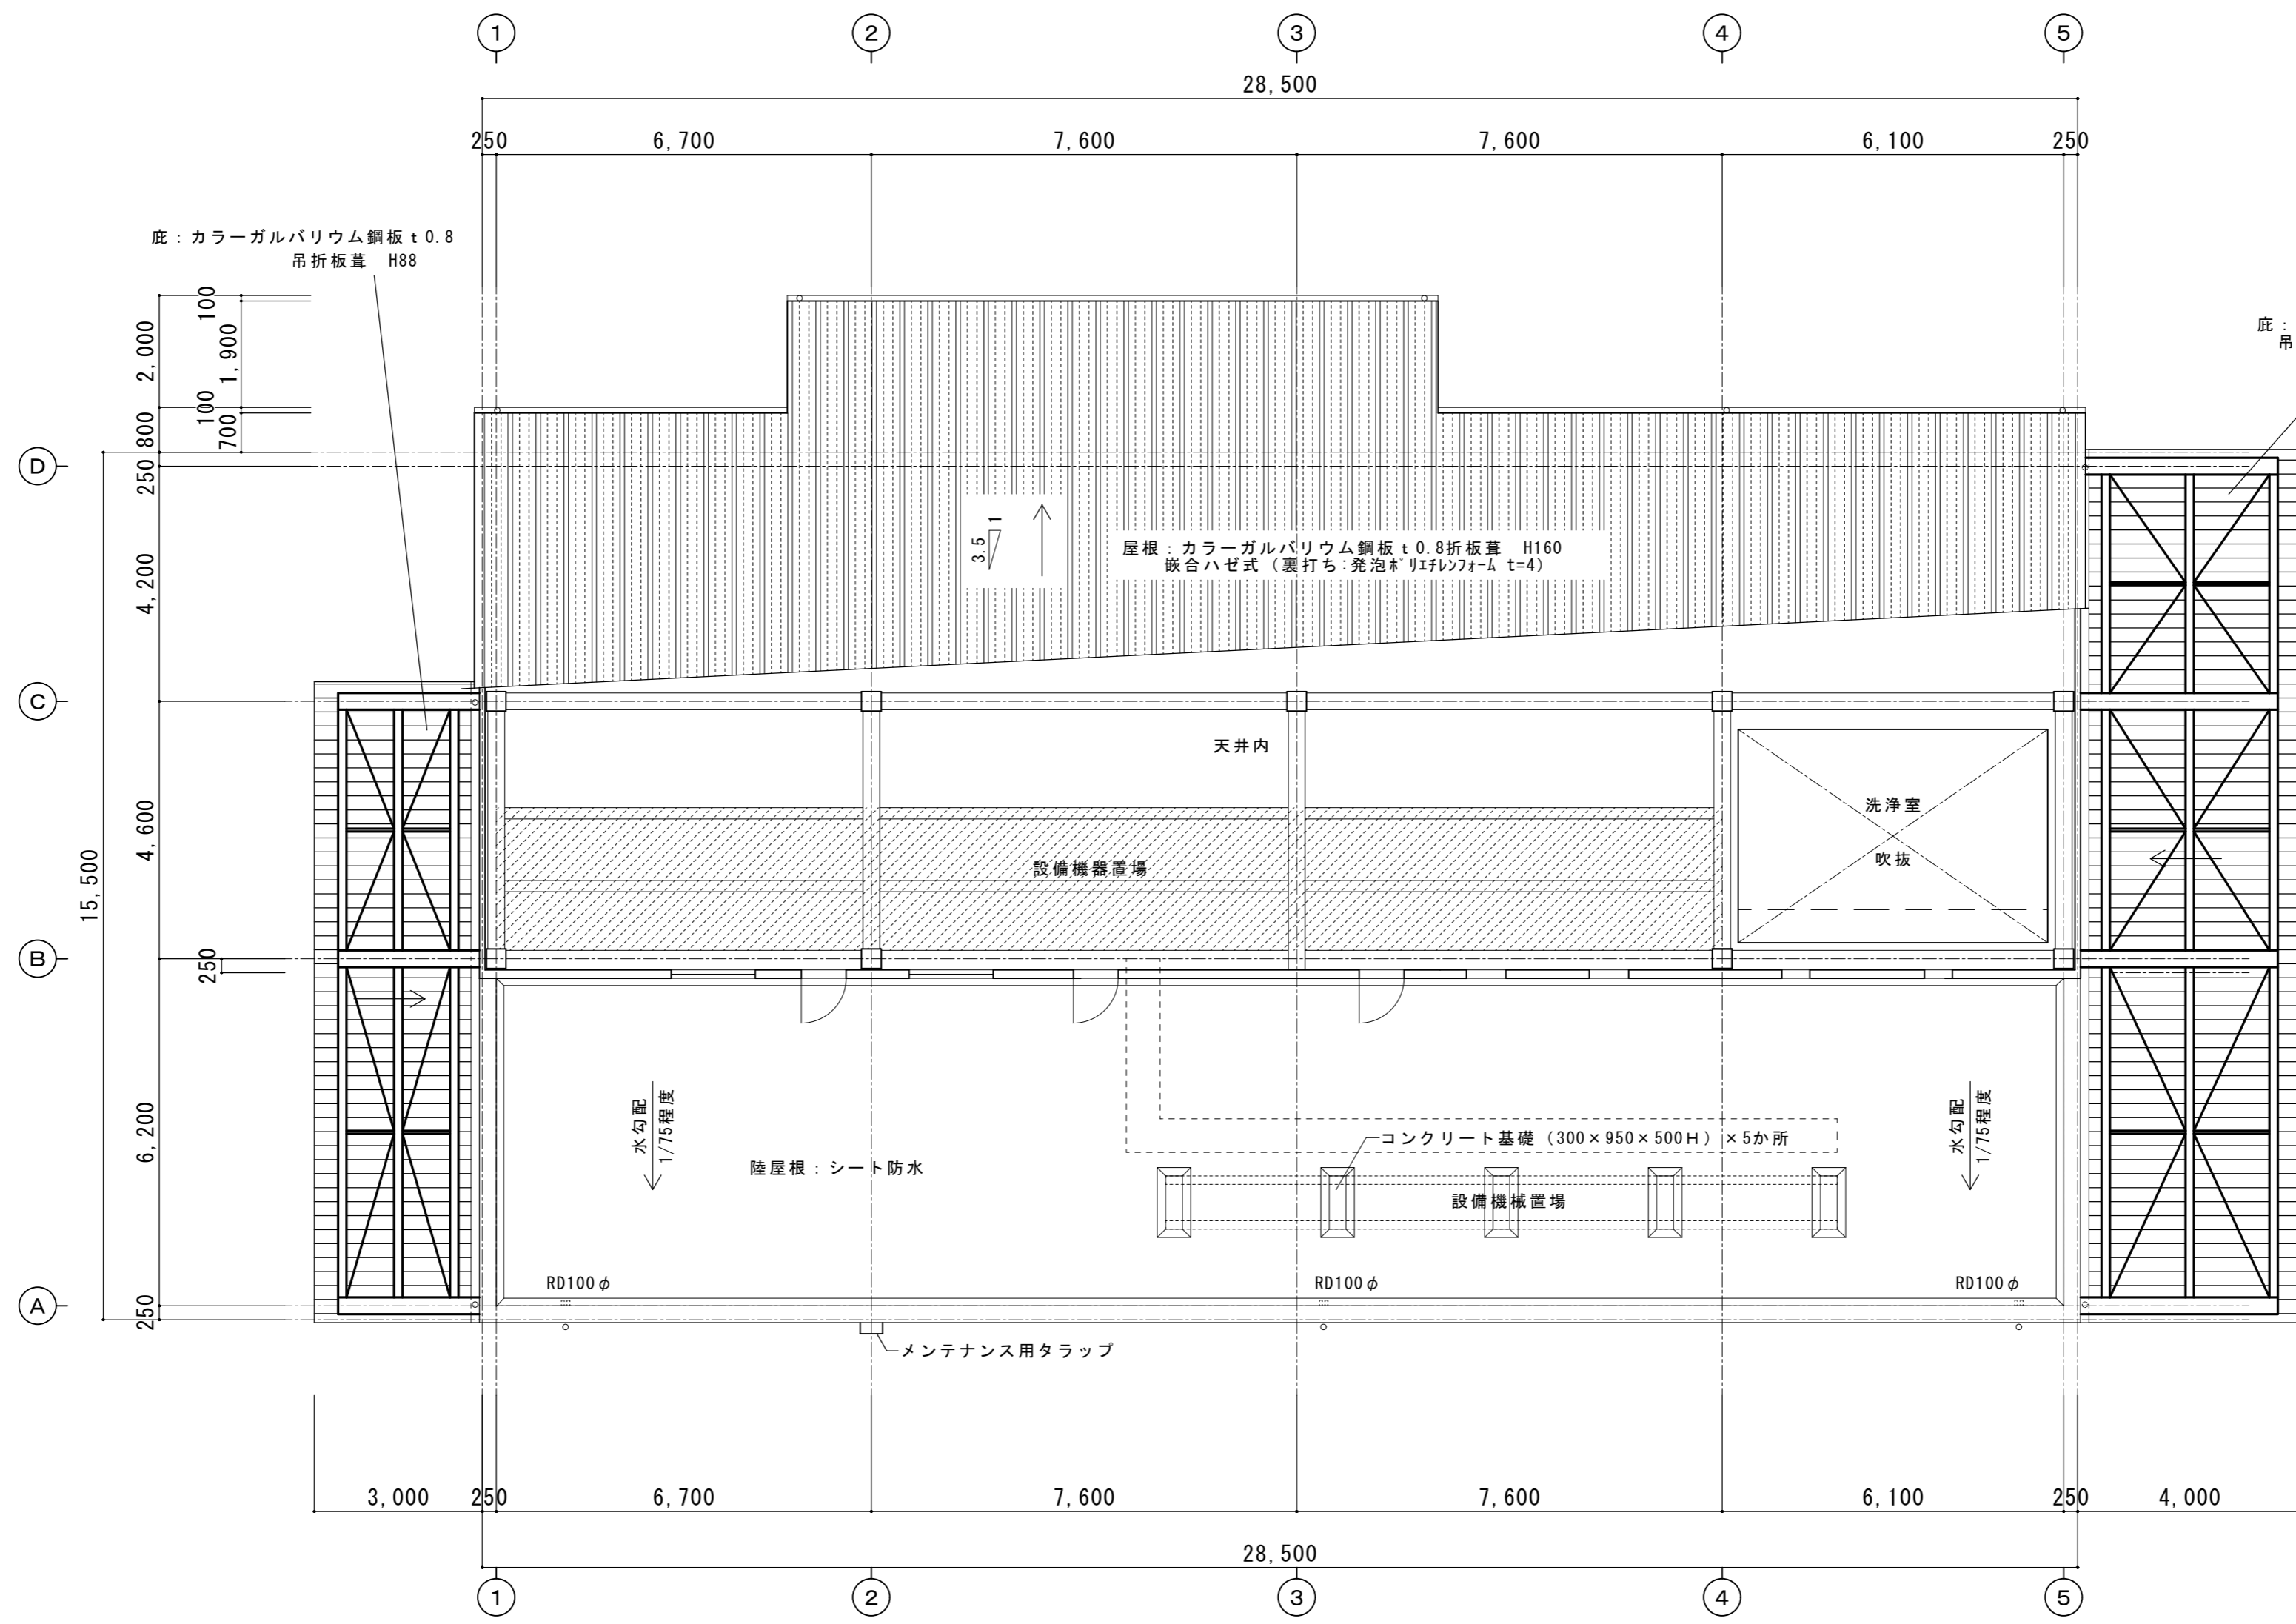 1 2 3 4 5
28,500
250 6,700 7,600 7,600 6,100 250
庇：カラーガルバリウム鋼板ｔ0.8
吊折板葺　H88
庇：
吊
100
2,000
1,900
100
800
700
D
250
3.5
1
屋根：カラーガルバリウム鋼板ｔ0.8折板葺　H160
嵌合ハゼ式（裏打ち:発泡ﾎﾟﾘｴﾁﾚﾝﾌｫｰﾑ t=4）
4,200
C
天井内
洗浄室
4,600
吹抜
設備機器置場
15,500
B
250
水勾配
1/75程度
水勾配
1/75程度
コンクリート基礎（300×950×500Ｈ）×5か所
6,200
陸屋根：シート防水
設備機械置場
RD100φ RD100φ RD100φ
A
250
メンテナンス用タラップ
3,000 250 6,700 7,600 7,600 6,100 250 4,000
28,500
1 2 3 4 5